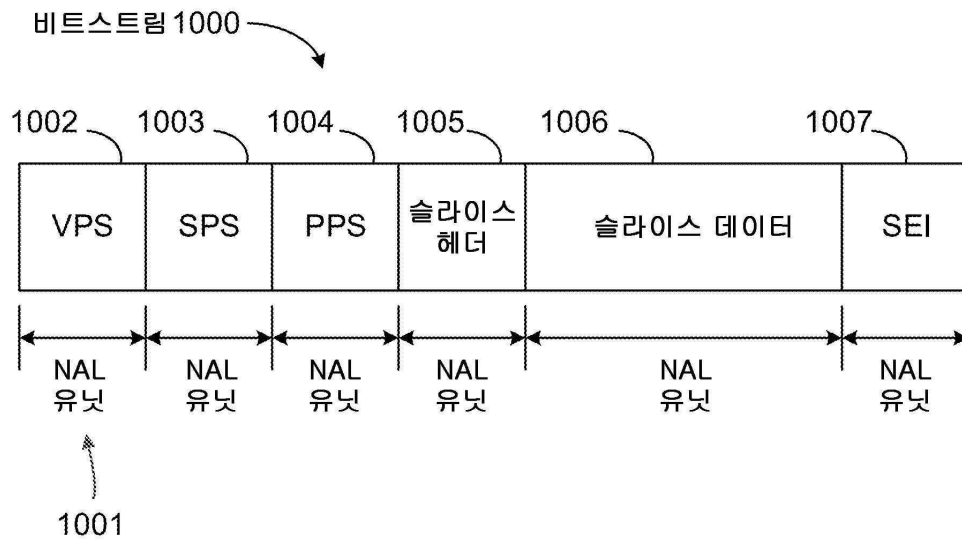 비트스트림 1000
1002
1003
1004
1005
1006
1007
VPS
SPS
PPS
슬라이스
헤더
슬라이스 데이터
SEI
NAL
유닛
NAL
유닛
NAL
유닛
NAL
유닛
NAL
유닛
NAL
유닛
1001